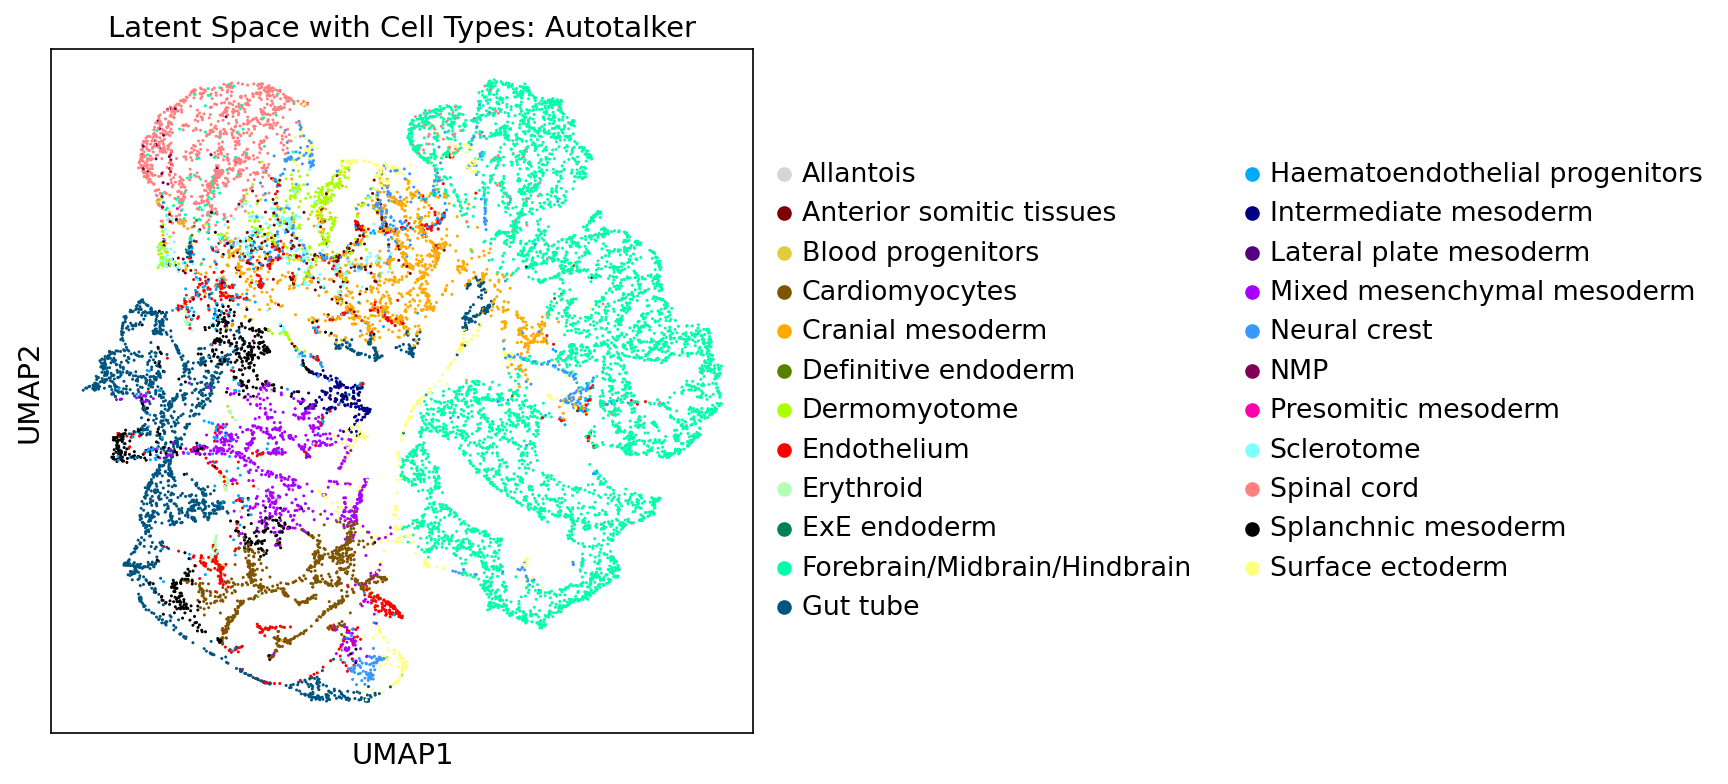 Latent Space with Cell Types: Autotalker
UMAP2
UMAP1
Allantois
Anterior somitic tissues
Blood progenitors
Cardiomyocytes
Cranial mesoderm
Definitive endoderm
Dermomyotome
Endothelium
Erythroid
ExE endoderm
Forebrain/Midbrain/Hindbrain
Gut tube
Haematoendothelial progenitors
Intermediate mesoderm
Lateral plate mesoderm
Mixed mesenchymal mesoderm
Neural crest
NMP
Presomitic mesoderm
Sclerotome
Spinal cord
Splanchnic mesoderm
Surface ectoderm